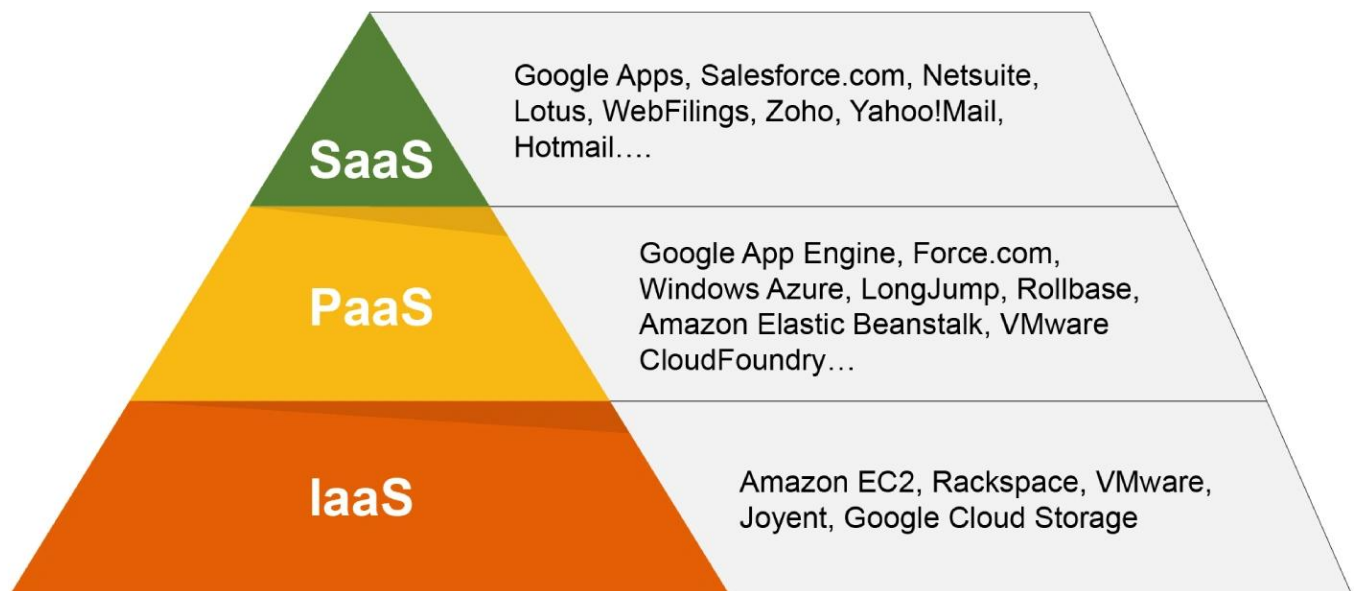 SaaS
Google Apps, Salesforce.com, Netsuite,
Lotus, WebFilings, Zoho, Yahoo!Mail,
Hotmail….
PaaS
Google App Engine, Force.com,
Windows Azure, LongJump, Rollbase,
Amazon Elastic Beanstalk, VMware
CloudFoundry…
IaaS
Amazon EC2, Rackspace, VMware,
Joyent, Google Cloud Storage